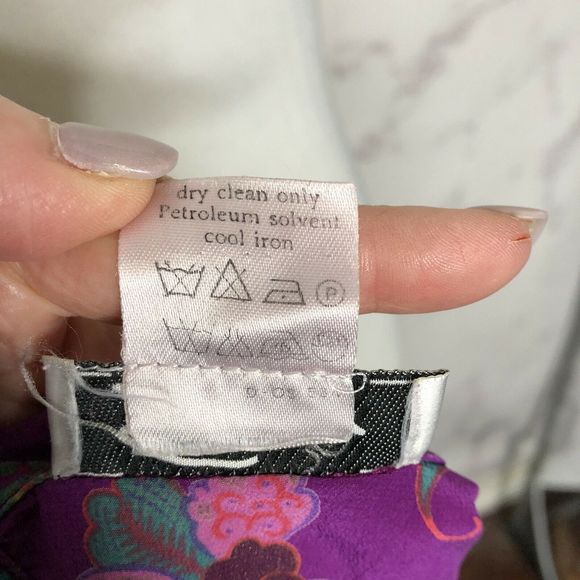 dry clean only
Petroleum solvent
cool iron
P